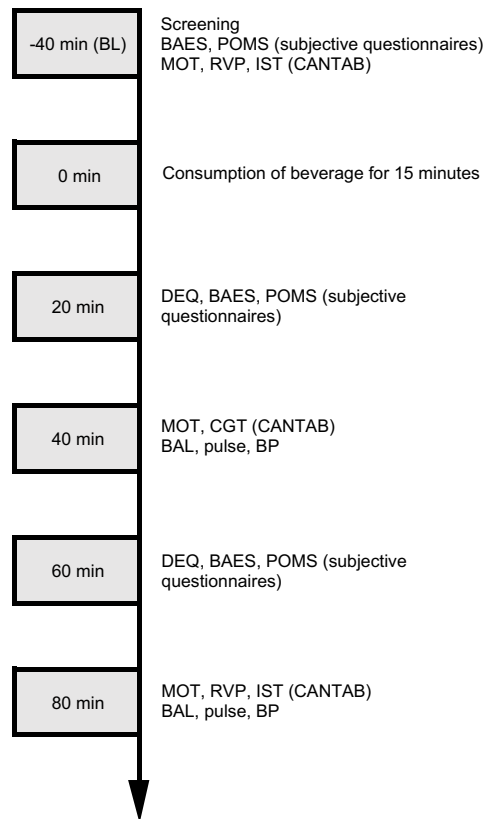 -40 min (BL)
Screening
BAES, POMS (subjective questionnaires)
MOT, RVP, IST (CANTAB)
0 min
Consumption of beverage for 15 minutes
20 min
DEQ, BAES, POMS (subjective
questionnaires)
40 min
MOT, CGT (CANTAB)
BAL, pulse, BP
60 min
DEQ, BAES, POMS (subjective
questionnaires)
80 min
MOT, RVP, IST (CANTAB)
BAL, pulse, BP